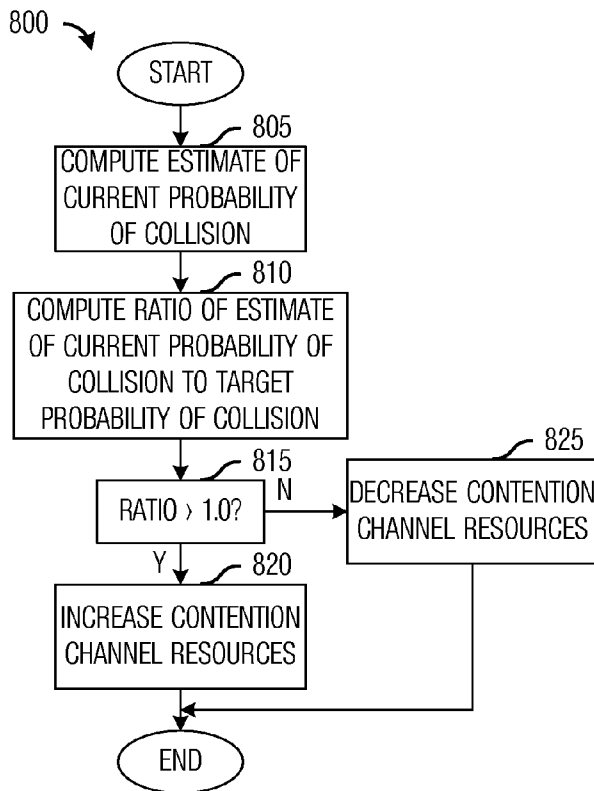 800
START
805
COMPUTE ESTIMATE OF
CURRENT PROBABILITY
OF COLLISION
810
COMPUTE RATIO OF ESTIMATE
OF CURRENT PROBABILITY OF
COLLISION TO TARGET
PROBABILITY OF COLLISION
815
RATIO > 1.0?
N
Y
825
DECREASE CONTENTION
CHANNEL RESOURCES
820
INCREASE CONTENTION
CHANNEL RESOURCES
END